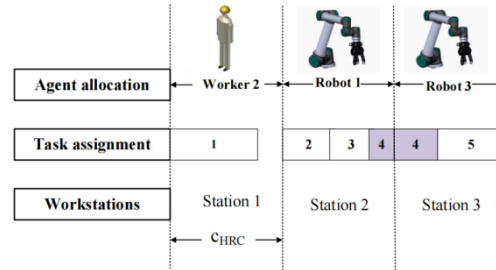 Agent allocation
Worker 2
Robot 1
Robot 3
Task assignment
1
2
3
4
4
5
Workstations
Station 1
Station 2
Station 3
c_HRC